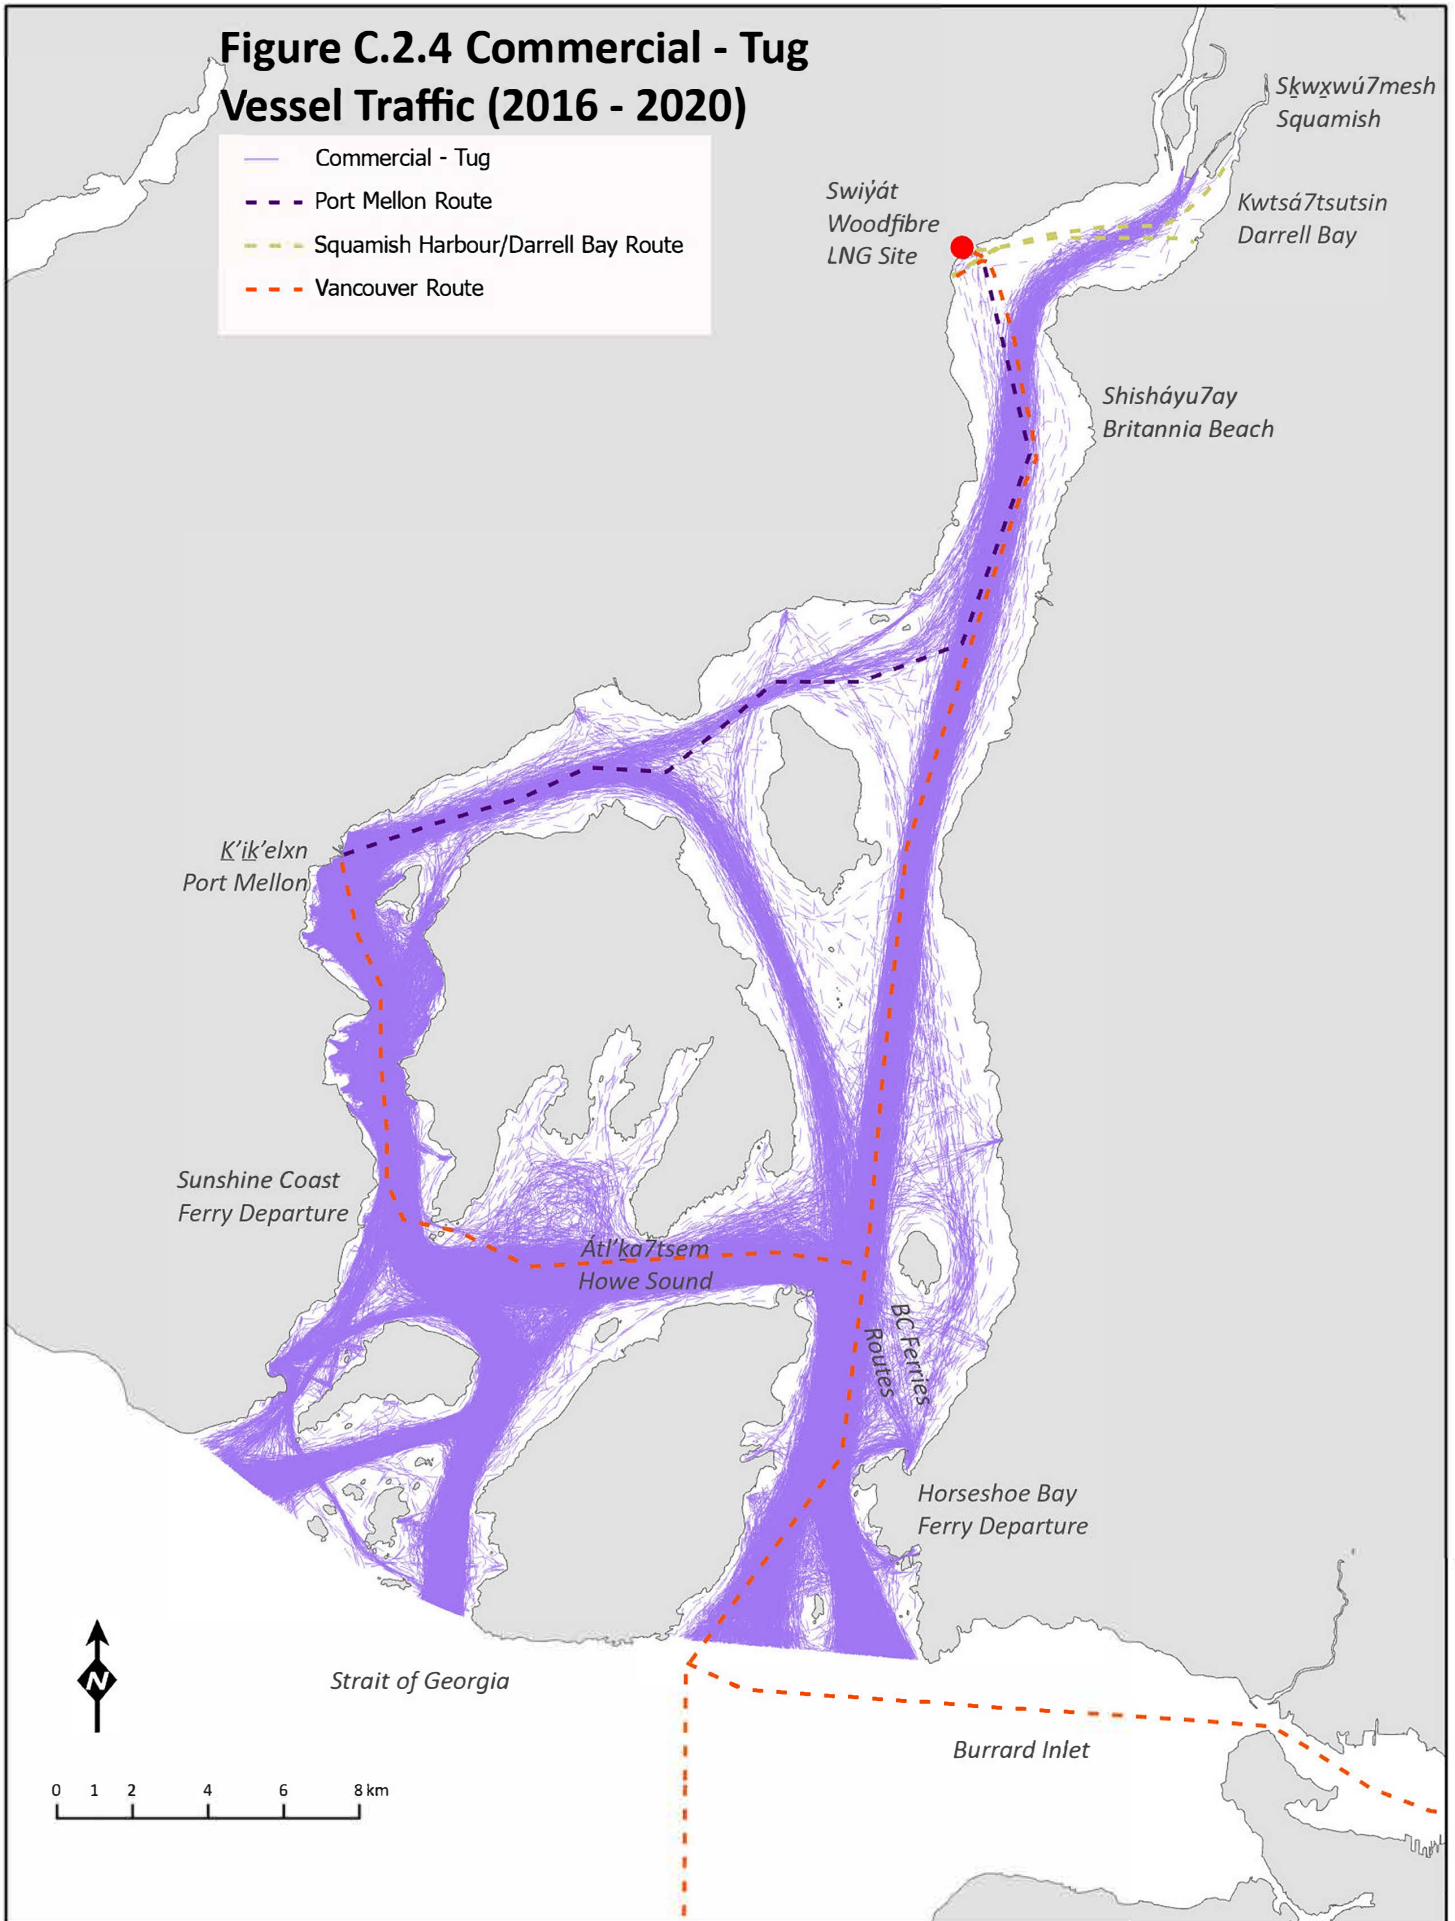 Figure C.2.4 Commercial - Tug
Vessel Traffic (2016 - 2020)
Commercial - Tug
Port Mellon Route
Squamish Harbour/Darrell Bay Route
Vancouver Route
Sḵwx̱wú7mesh
Squamish
Swiy̓át
Woodfibre
LNG Site
Kwtsá7tsutsin
Darrell Bay
Shisháyu7ay
Britannia Beach
Ḵ’iḵ’elxn
Port Mellon
Sunshine Coast
Ferry Departure
Átl’ḵa7tsem
Howe Sound
BC Ferries
Routes
Horseshoe Bay
Ferry Departure
N
Strait of Georgia
Burrard Inlet
0 1 2 4 6 8 km